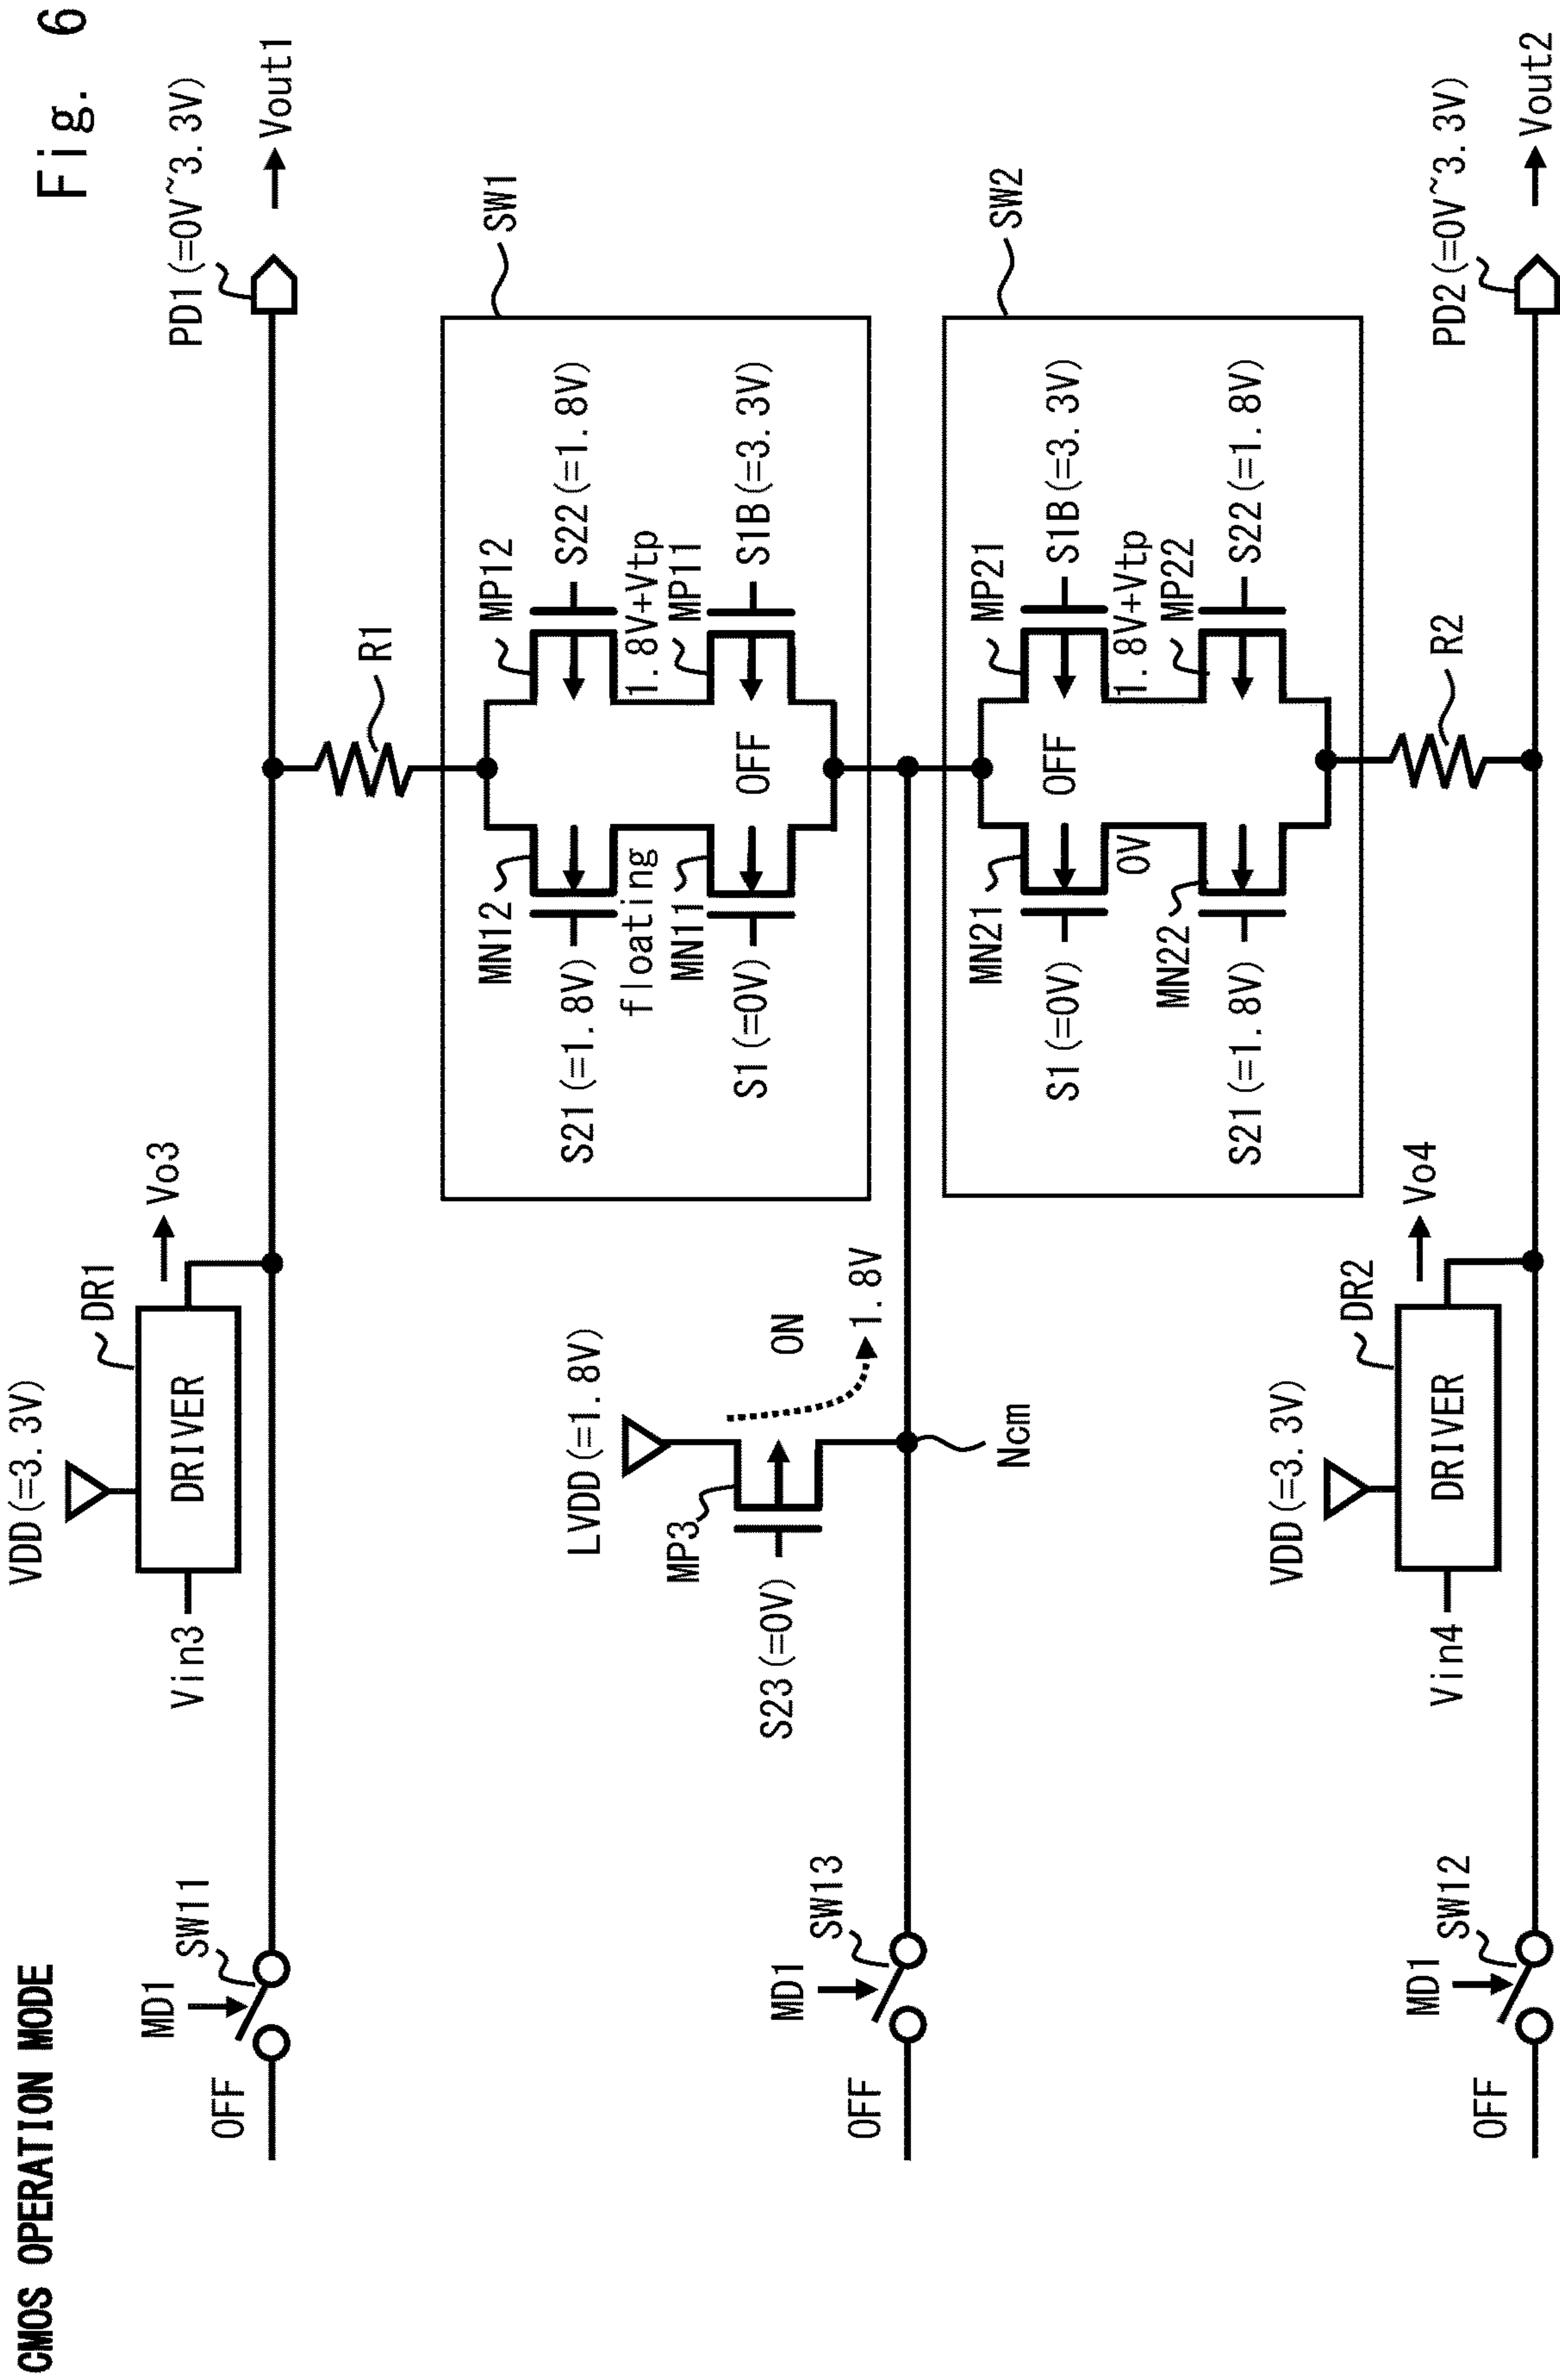 Fig. 6
CMOS OPERATION MODE
VDD(=3.3V)
DR1
DRIVER
Vin3
Vo3
MD1
SW11
OFF
PD1(=0V~3.3V)
Vout1
R1
SW1
MN12
S21(=1.8V)
MP12
S22(=1.8V)
floating
1.8V+Vtp
MN11
S1(=0V)
OFF
MP11
S1B(=3.3V)
LVDD(=1.8V)
MP3
S23(=0V)
ON
1.8V
Ncm
MD1
SW13
OFF
SW2
MN21
S1(=0V)
OFF
MP21
S1B(=3.3V)
0V
1.8V+Vtp
MN22
S21(=1.8V)
MP22
S22(=1.8V)
R2
VDD(=3.3V)
DR2
DRIVER
Vin4
Vo4
MD1
SW12
OFF
PD2(=0V~3.3V)
Vout2